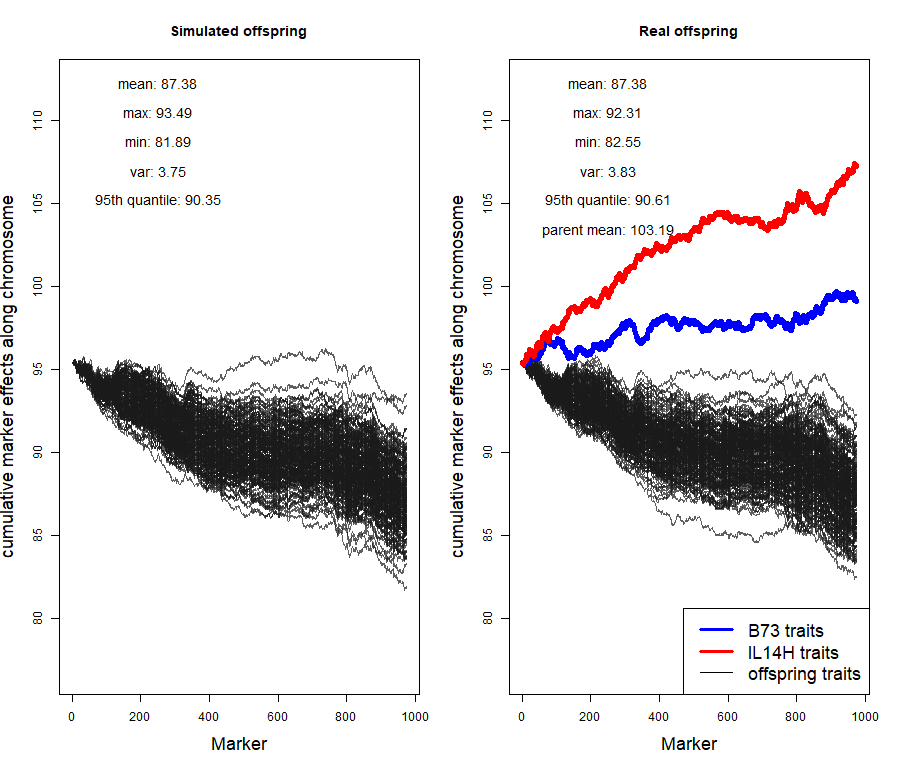 Simulated offspring
mean: 87.38
max: 93.49
min: 81.89
var: 3.75
95th quantile: 90.35
cumulative marker effects along chromosome
110
105
100
95
90
85
80
0 200 400 600 800 1000
Marker
Real offspring
mean: 87.38
max: 92.31
min: 82.55
var: 3.83
95th quantile: 90.61
parent mean: 103.19
cumulative marker effects along chromosome
110
105
100
95
90
85
80
B73 traits
IL14H traits
offspring traits
0 200 400 600 800 1000
Marker